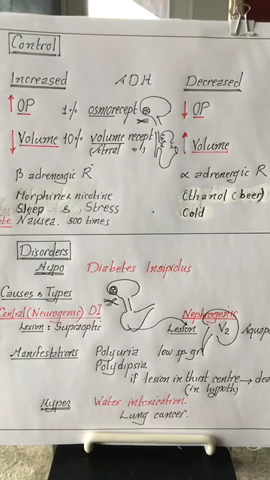 Control
Increased ADH Decreased
↑ OP 1% osmorecept ↓ OP
↓ Volume 10% volume recept ↑ Volume
(Atrial
β adrenergic R α adrenergic R
Morphine & nicotine Ethanol (beer)
Sleep & Stress Cold
Nausea 500 times
Disorders
Hypo Diabetes Insipidus
Causes & Types
Central (Neurogenic) DI Nephrogenic
Lesion: Supraoptic Lesion V2 Aquapo
Manifestations Polyuria low sp. gr
Polydipsia
if lesion in thirst centre → dea
(in hypoth)
Hyper Water intoxication
Lung cancer.